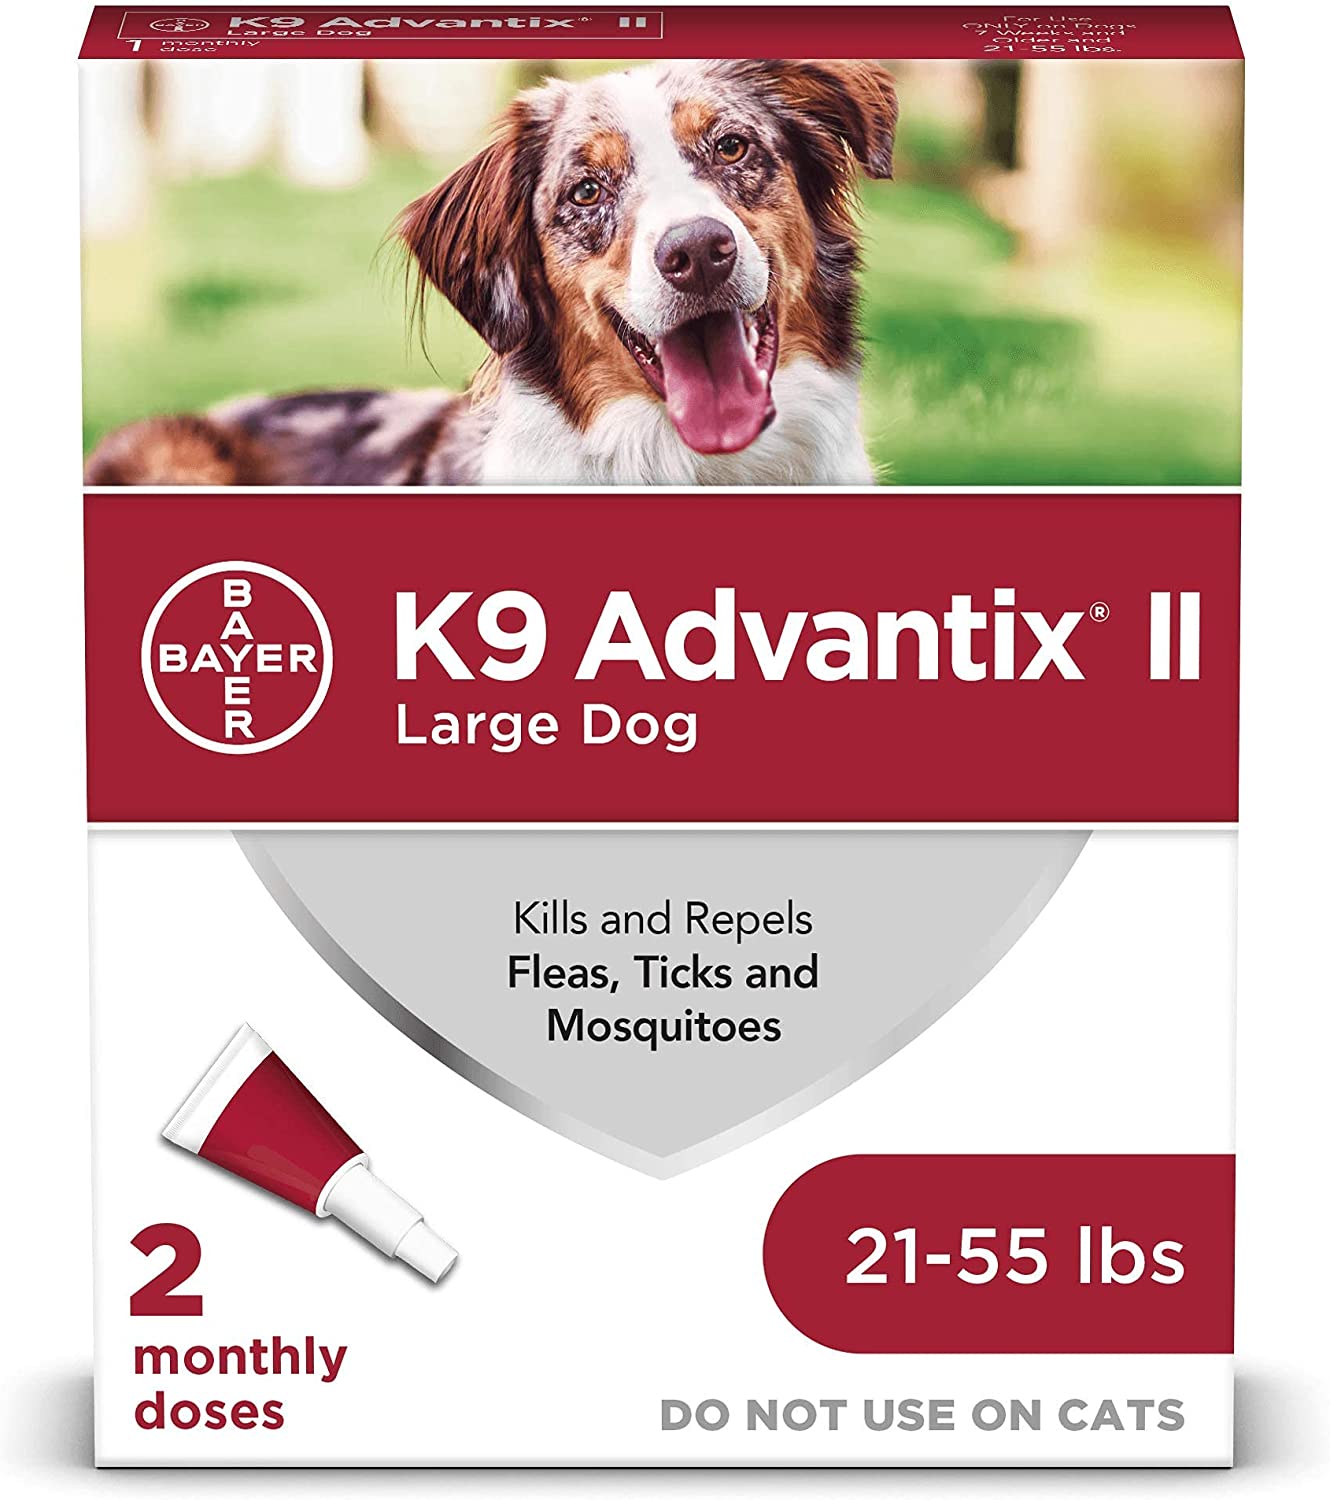 BAYER
K9 Advantix® II
Large Dog
1 monthly
dose
For Use
ONLY on Dogs
7 Weeks and
Older and
21-55 lbs.
BAYER
BAYER
K9 Advantix® II
Large Dog
Kills and Repels
Fleas, Ticks and
Mosquitoes
2
monthly
doses
21-55 lbs
DO NOT USE ON CATS